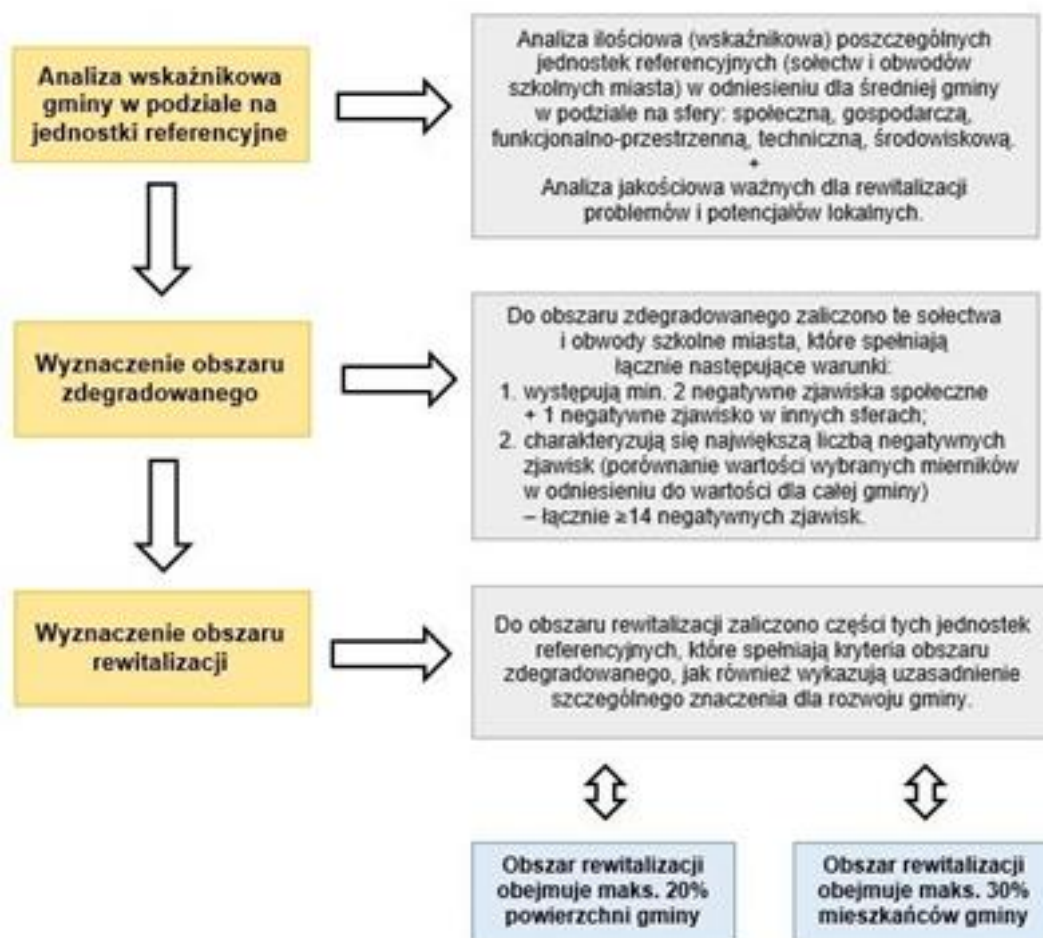 Analiza wskaźnikowa
gminy w podziale na
jednostki referencyjne
Analiza ilościowa (wskaźnikowa) poszczególnych
jednostek referencyjnych (sołectw i obwodów
szkolnych miasta) w odniesieniu dla średniej gminy
w podziale na sfery: społeczną, gospodarczą,
funkcjonalno-przestrzenną, techniczną, środowiskową.
+
Analiza jakościowa ważnych dla rewitalizacji
problemów i potencjałów lokalnych.
Wyznaczenie obszaru
zdegradowanego
Do obszaru zdegradowanego zaliczono te sołectwa
i obwody szkolne miasta, które spełniają
łącznie następujące warunki:
1. występują min. 2 negatywne zjawiska społeczne
+ 1 negatywne zjawisko w innych sferach;
2. charakteryzują się największą liczbą negatywnych
zjawisk (porównanie wartości wybranych mierników
w odniesieniu do wartości dla całej gminy)
– łącznie ≥14 negatywnych zjawisk.
Wyznaczenie obszaru
rewitalizacji
Do obszaru rewitalizacji zaliczono części tych jednostek
referencyjnych, które spełniają kryteria obszaru
zdegradowanego, jak również wykazują uzasadnienie
szczególnego znaczenia dla rozwoju gminy.
Obszar rewitalizacji
obejmuje maks. 20%
powierzchni gminy
Obszar rewitalizacji
obejmuje maks. 30%
mieszkańców gminy